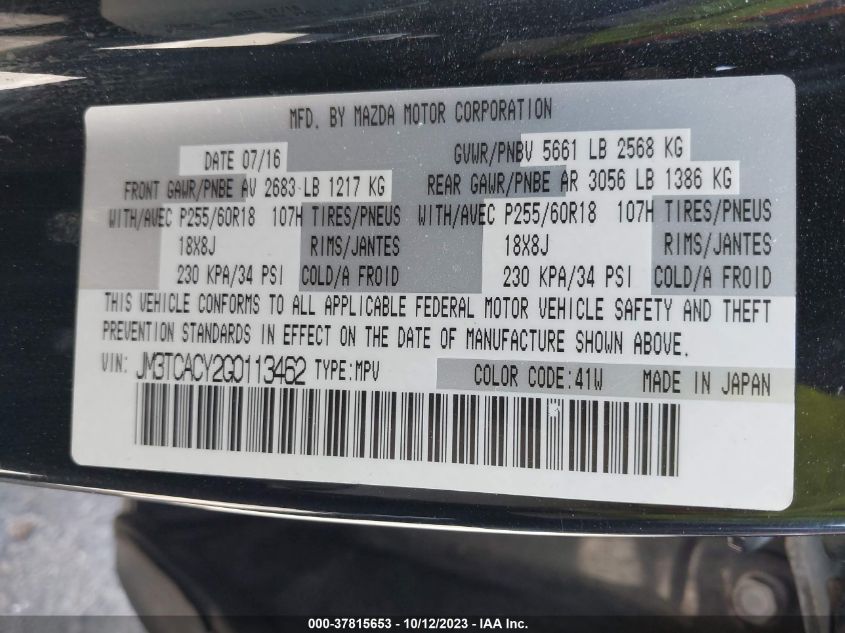 MFD. BY MAZDA MOTOR CORPORATION
DATE 07/16 GVWR/PNBV 5661 LB 2568 KG
FRONT GAWR/PNBE AV 2683 LB 1217 KG REAR GAWR/PNBE AR 3056 LB 1386 KG
WITH/AVEC P255/60R18 107H TIRES/PNEUS WITH/AVEC P255/60R18 107H TIRES/PNEUS
18X8J RIMS/JANTES 18X8J RIMS/JANTES
230 KPA/34 PSI COLD/A FROID 230 KPA/34 PSI COLD/A FROID
THIS VEHICLE CONFORMS TO ALL APPLICABLE FEDERAL MOTOR VEHICLE SAFETY AND THEFT
PREVENTION STANDARDS IN EFFECT ON THE DATE OF MANUFACTURE SHOWN ABOVE.
VIN: JM3TCACY2G0113462 TYPE:MPV COLOR CODE:41W MADE IN JAPAN
000-37815653 - 10/12/2023 - IAA Inc.